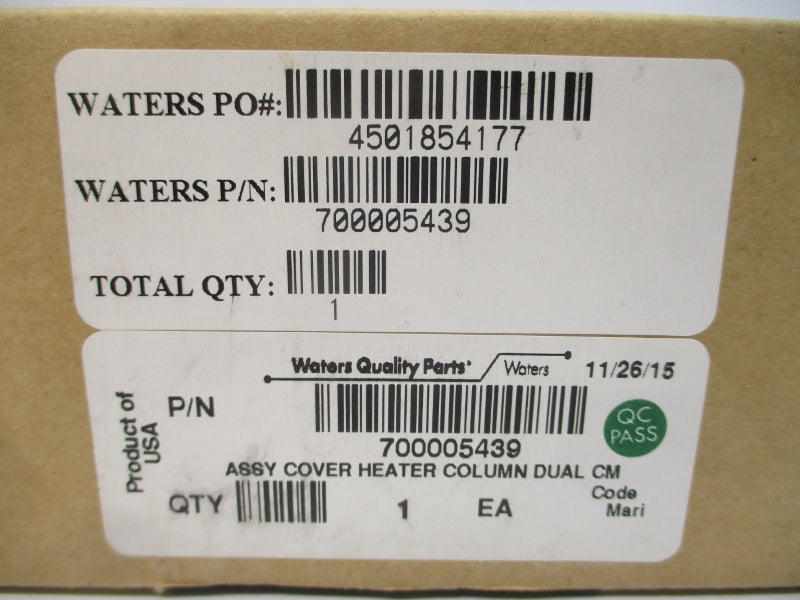 WATERS PO#:
4501854177
WATERS P/N:
700005439
TOTAL QTY:
1
Waters Quality Parts®
Waters
11/26/15
Product of
USA
P/N
700005439
QC
PASS
ASSY COVER HEATER COLUMN DUAL CM
QTY
1
EA
Code
Mari